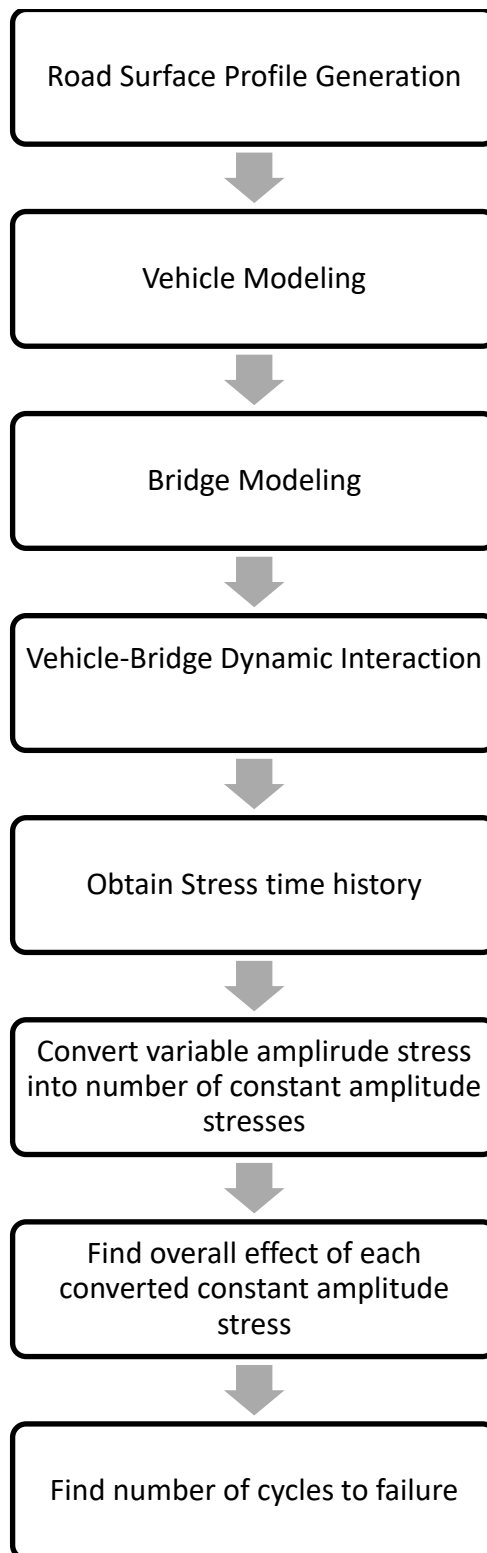 Road Surface Profile Generation
Vehicle Modeling
Bridge Modeling
Vehicle-Bridge Dynamic Interaction
Obtain Stress time history
Convert variable amplirude stress
into number of constant amplitude
stresses
Find overall effect of each
converted constant amplitude
stress
Find number of cycles to failure